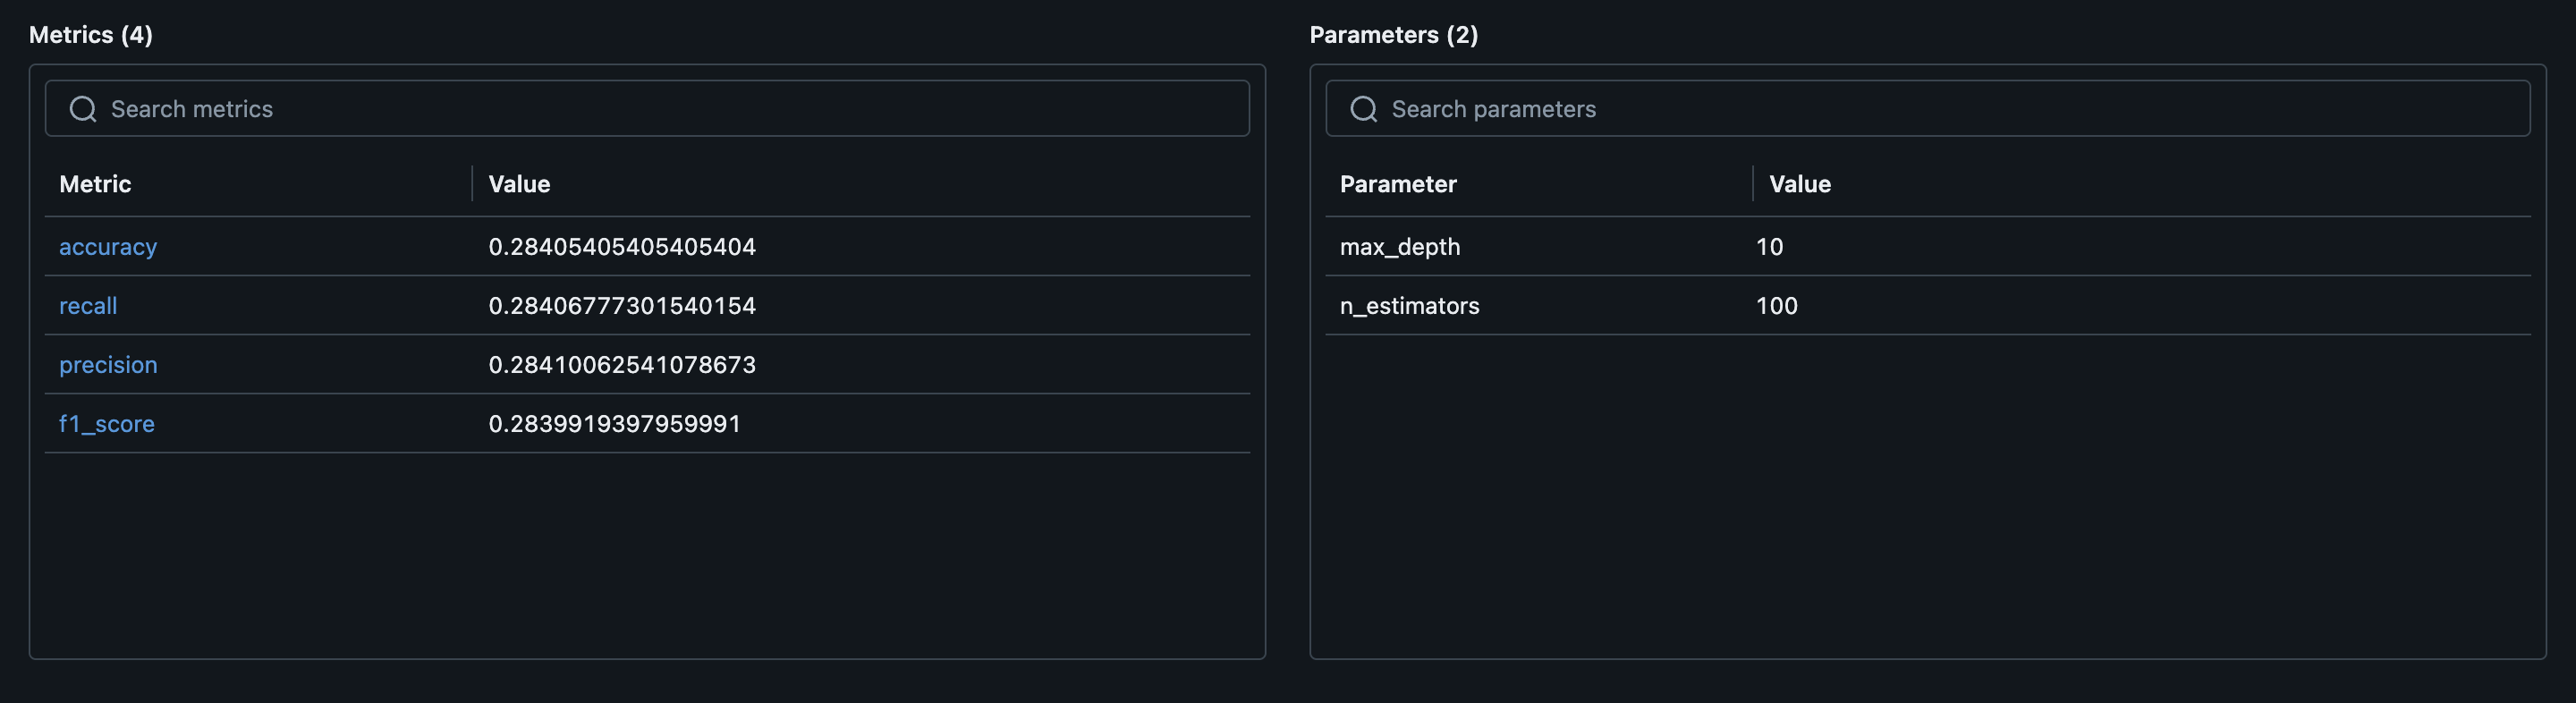 Metrics (4)
Search metrics
Metric Value
accuracy 0.28405405405405404
recall 0.28406777301540154
precision 0.28410062541078673
f1_score 0.2839919397959991
Parameters (2)
Search parameters
Parameter Value
max_depth 10
n_estimators 100